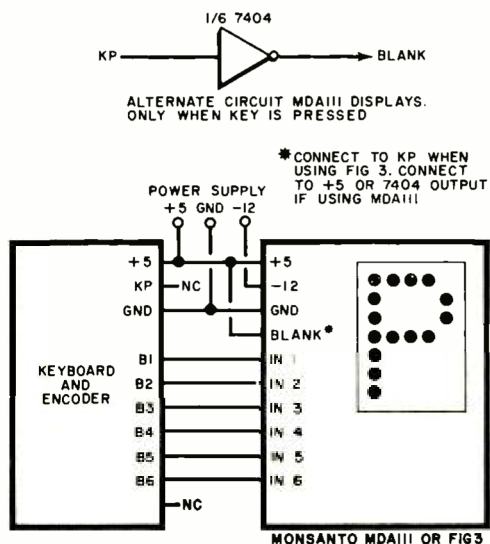 1/6 7404
KP
BLANK
ALTERNATE CIRCUIT MDA111 DISPLAYS.
ONLY WHEN KEY IS PRESSED
*CONNECT TO KP WHEN
USING FIG 3. CONNECT
TO +5 OR 7404 OUTPUT
IF USING MDA111
POWER SUPPLY
+5 GND -12
+5
KP
NC
GND
B1
B2
B3
B4
B5
B6
NC
KEYBOARD
AND
ENCODER
+5
-12
GND
BLANK*
IN 1
IN 2
IN 3
IN 4
IN 5
IN 6
P
MONSANTO MDA111 OR FIG3